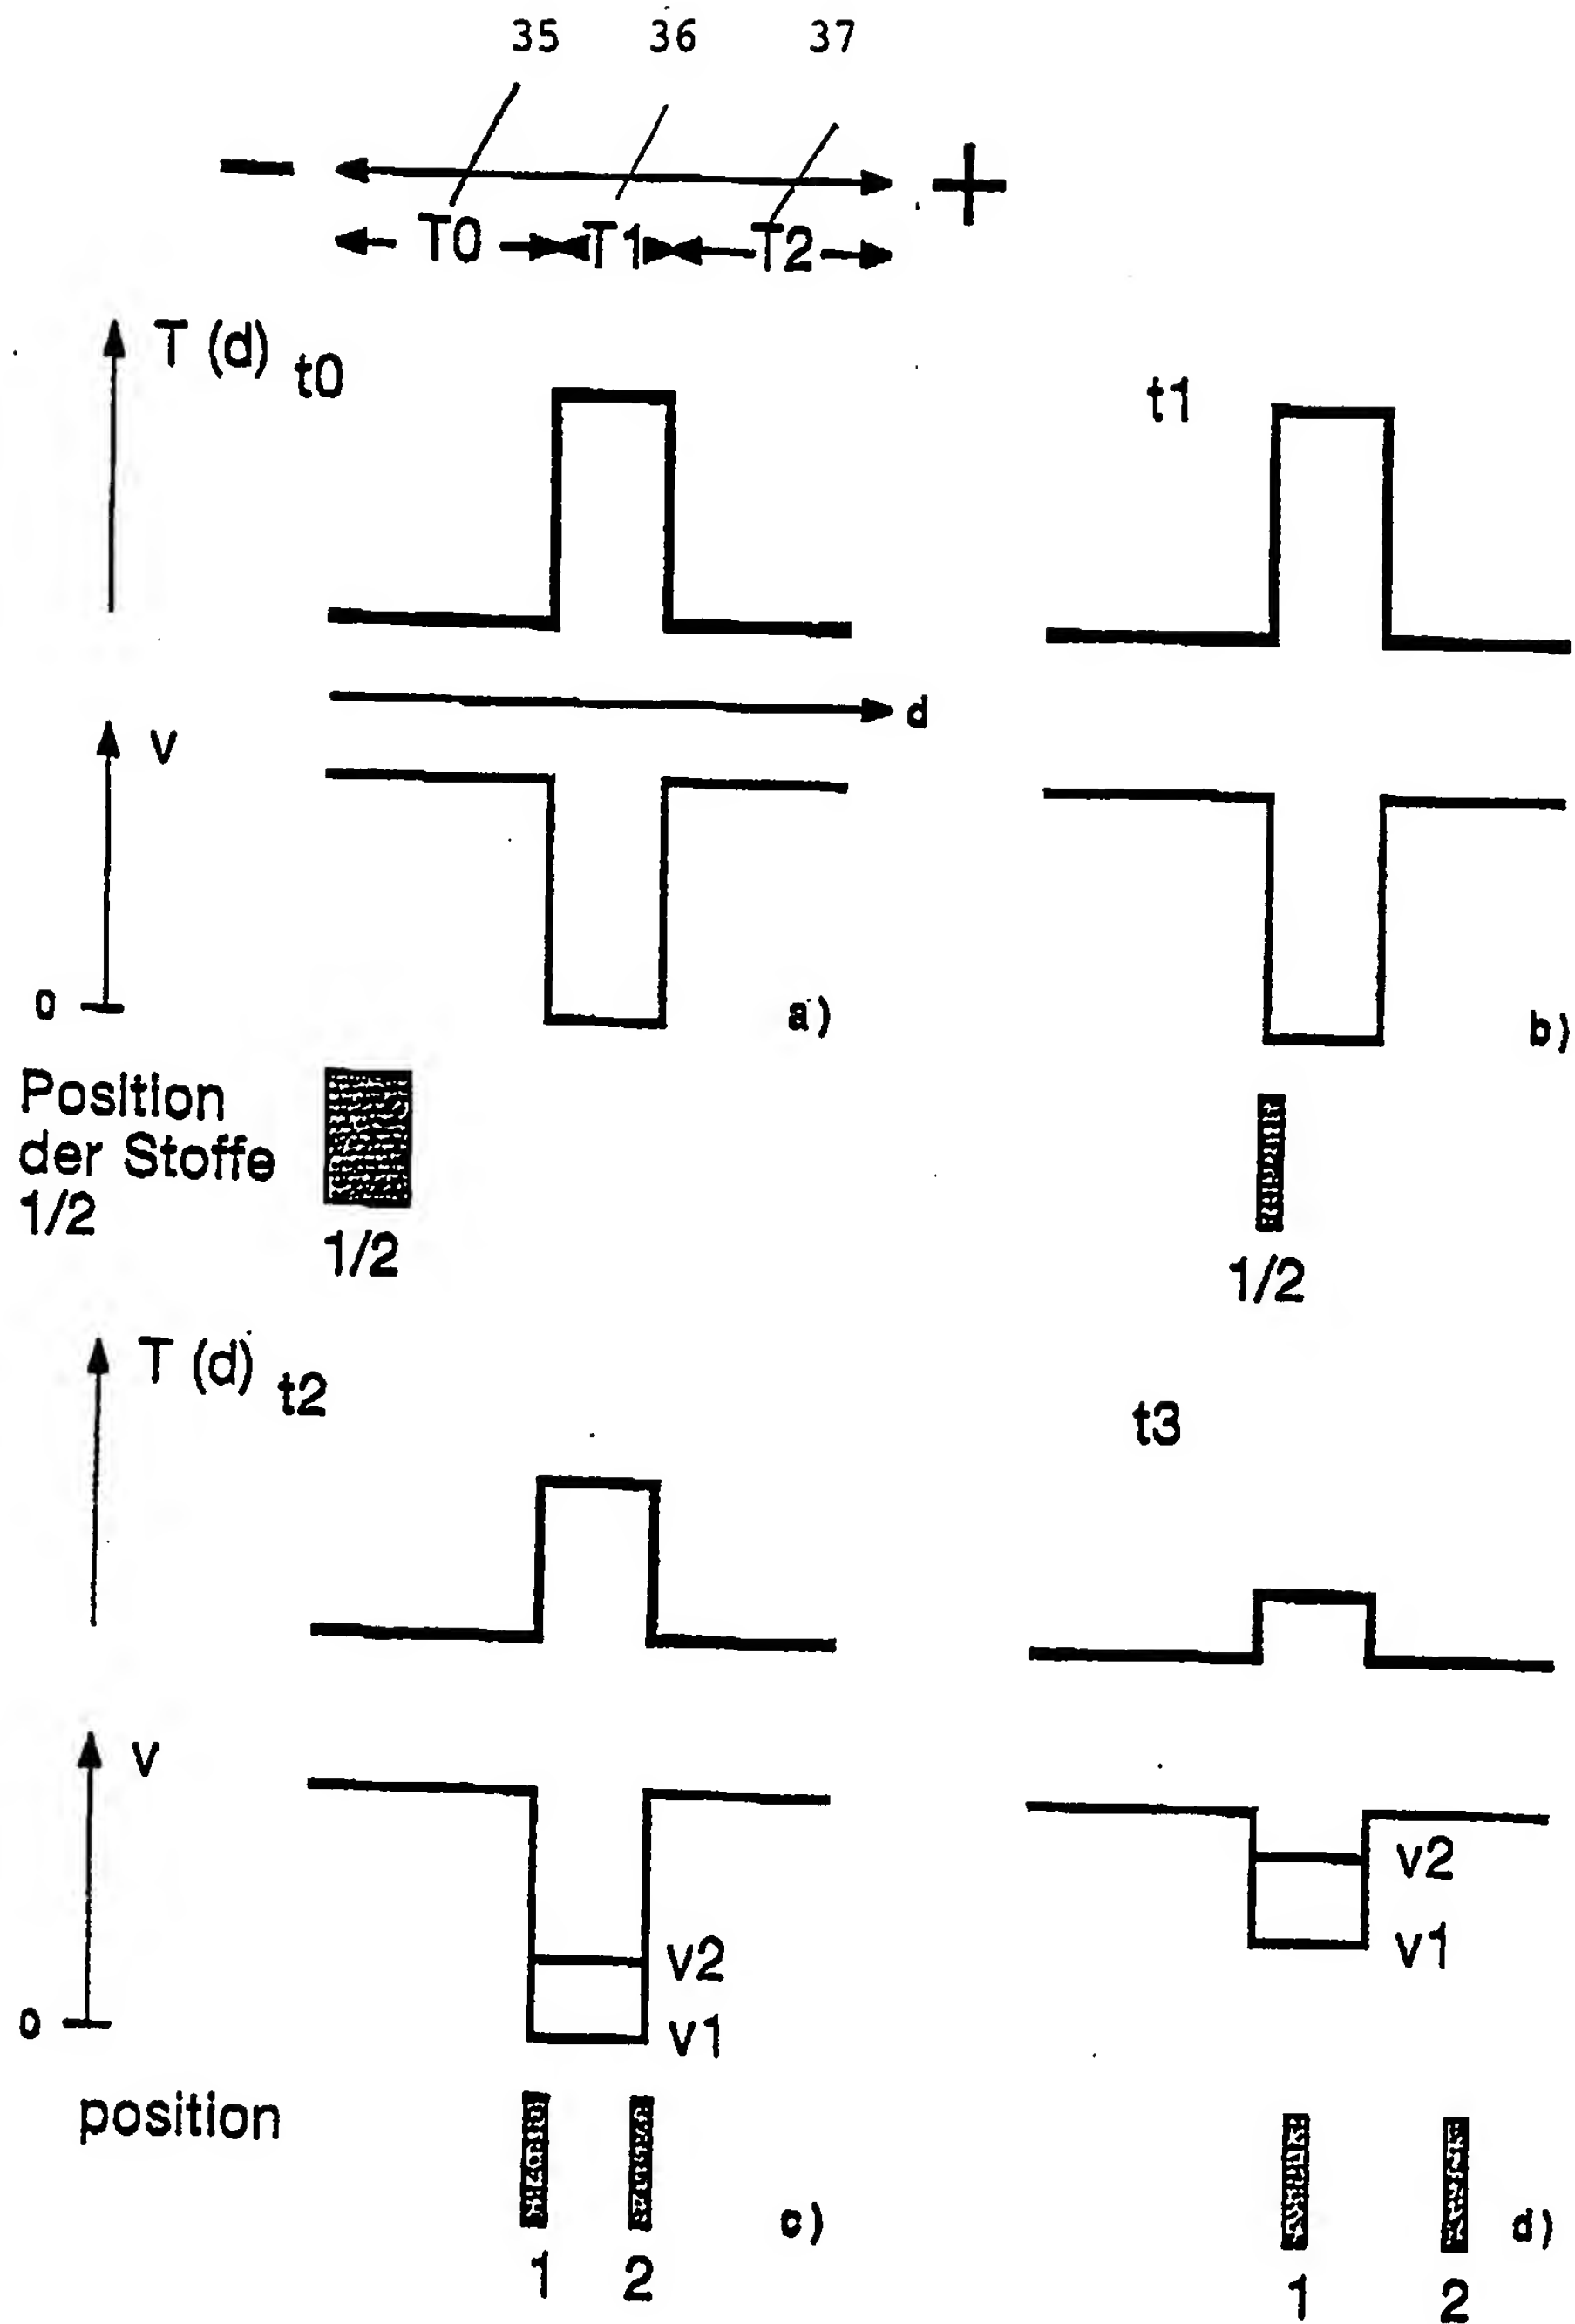 35 36 37
− +
T0 T1 T2
T (d) t0 t1
d
v
0
a) b)
Position
der Stoffe
1/2
1/2 1/2
T (d) t2 t3
v
v2
v1
v2
v1
0
position
c) d)
1 2 1 2